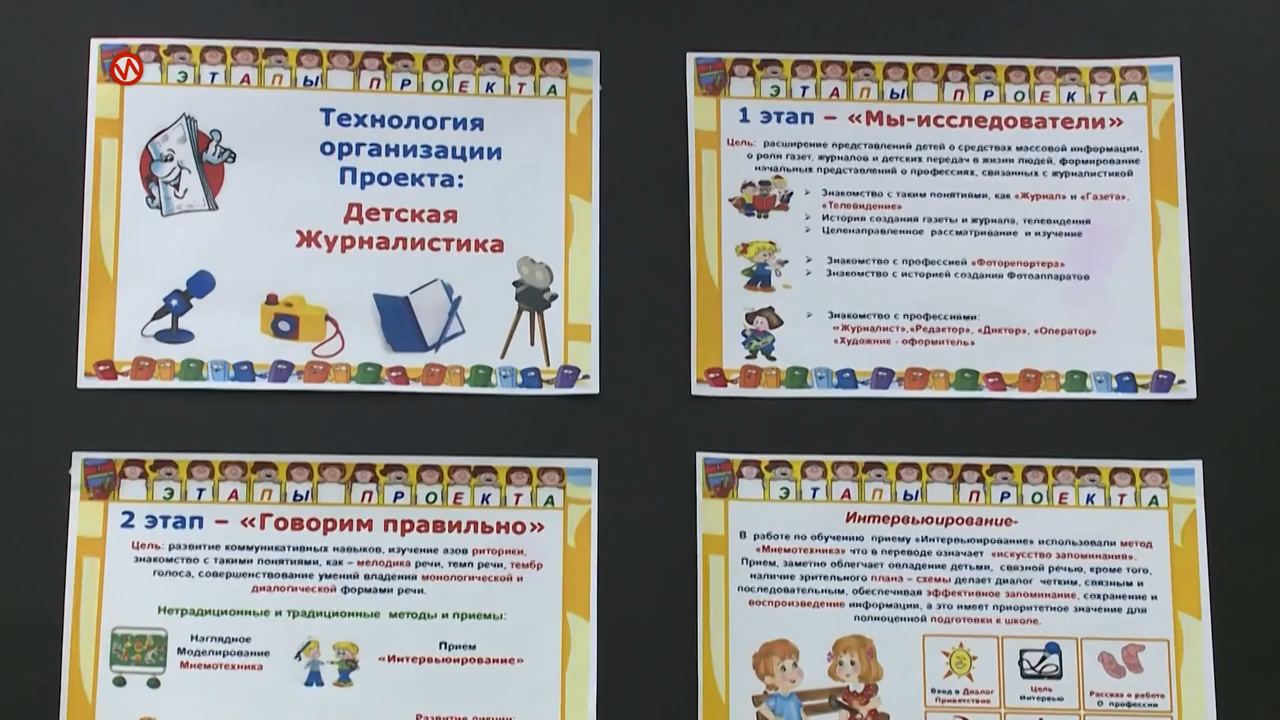 ЭТАПЫ ПРОЕКТА
Технология
организации
Проекта:
Детская
Журналистика
ЭТАПЫ ПРОЕКТА
1 этап – «Мы-исследователи»
Цель: расширение представлений детей о средствах массовой информации,
о роли газет, журналов и детских передач в жизни людей, формирование
начальных представлений о профессиях, связанных с журналистикой
Знакомство с такими понятиями, как «Журнал» и «Газета»,
«Телевидение»
История создания газеты и журнала, телевидения
Целенаправленное рассматривание и изучение
Знакомство с профессией «Фоторепортера»
Знакомство с историей создания Фотоаппаратов
Знакомство с профессиями:
«Журналист»,«Редактор», «Диктор», «Оператор»
«Художник - оформитель»
ЭТАПЫ ПРОЕКТА
2 этап – «Говорим правильно»
Цель: развитие коммуникативных навыков, изучение азов риторики,
знакомство с такими понятиями, как – мелодика речи, темп речи, тембр
голоса, совершенствование умений владения монологической и
диалогической формами речи.
Нетрадиционные и традиционные методы и приемы:
Наглядное
Моделирование
Мнемотехника
Прием
«Интервьюирование»
Развитие дикции:
ЭТАПЫ ПРОЕКТА
Интервьюирование-
В работе по обучению приему «Интервьюирование» использовали метод
«Мнемотехника» что в переводе означает «искусство запоминания».
Прием, заметно облегчает овладение детьми, связной речью, кроме того,
наличие зрительного плана – схемы делает диалог четким, связным и
последовательным, обеспечивая эффективное запоминание, сохранение и
воспроизведение информации, а это имеет приоритетное значение для
полноценной подготовки к школе.
Вход в Диалог
Приветствие
Цель
Интервью
Рассказ о работе
О профессии